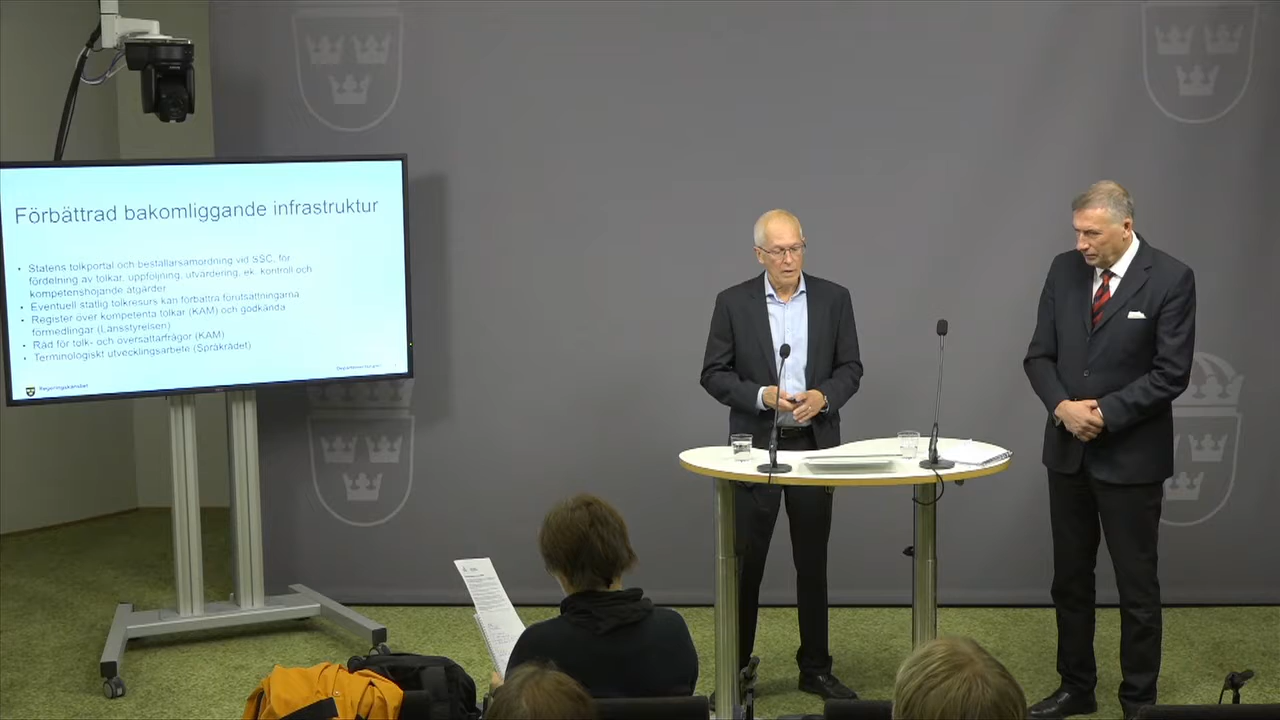 Förbättrad bakomliggande infrastruktur
• Statens tolkportal och beställarsamordning vid SSC, för
fördelning av tolkar, uppföljning, utvärdering, ek. kontroll och
kompetenshöjande åtgärder
• Eventuell statlig tolkresurs kan förbättra förutsättningarna
• Register över kompetenta tolkar (KAM) och godkända
förmedlingar (Länsstyrelsen)
• Råd för tolk- och översättarfrågor (KAM)
• Terminologiskt utvecklingsarbete (Språkrådet)
Regeringskansliet